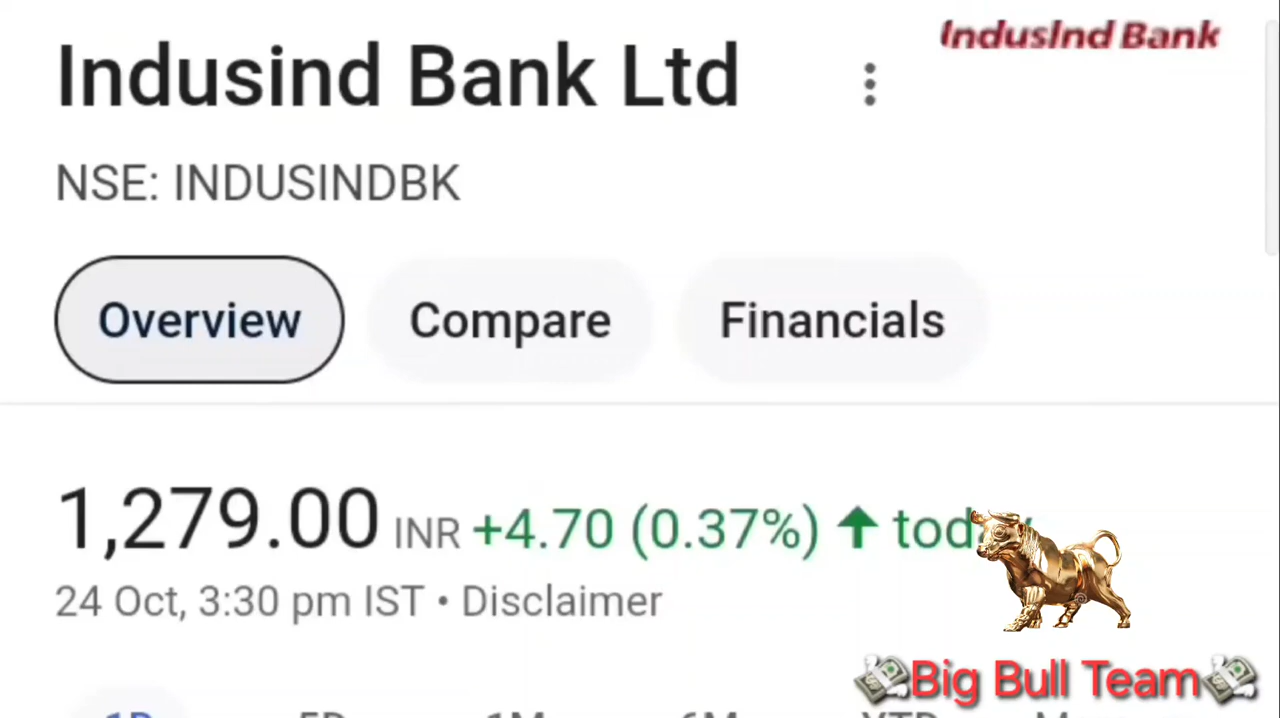 IndusInd Bank
Indusind Bank Ltd
NSE: INDUSINDBK
Overview Compare Financials
1,279.00 INR +4.70 (0.37%) ↑
24 Oct, 3:30 pm IST • Disclaimer
Big Bull Team